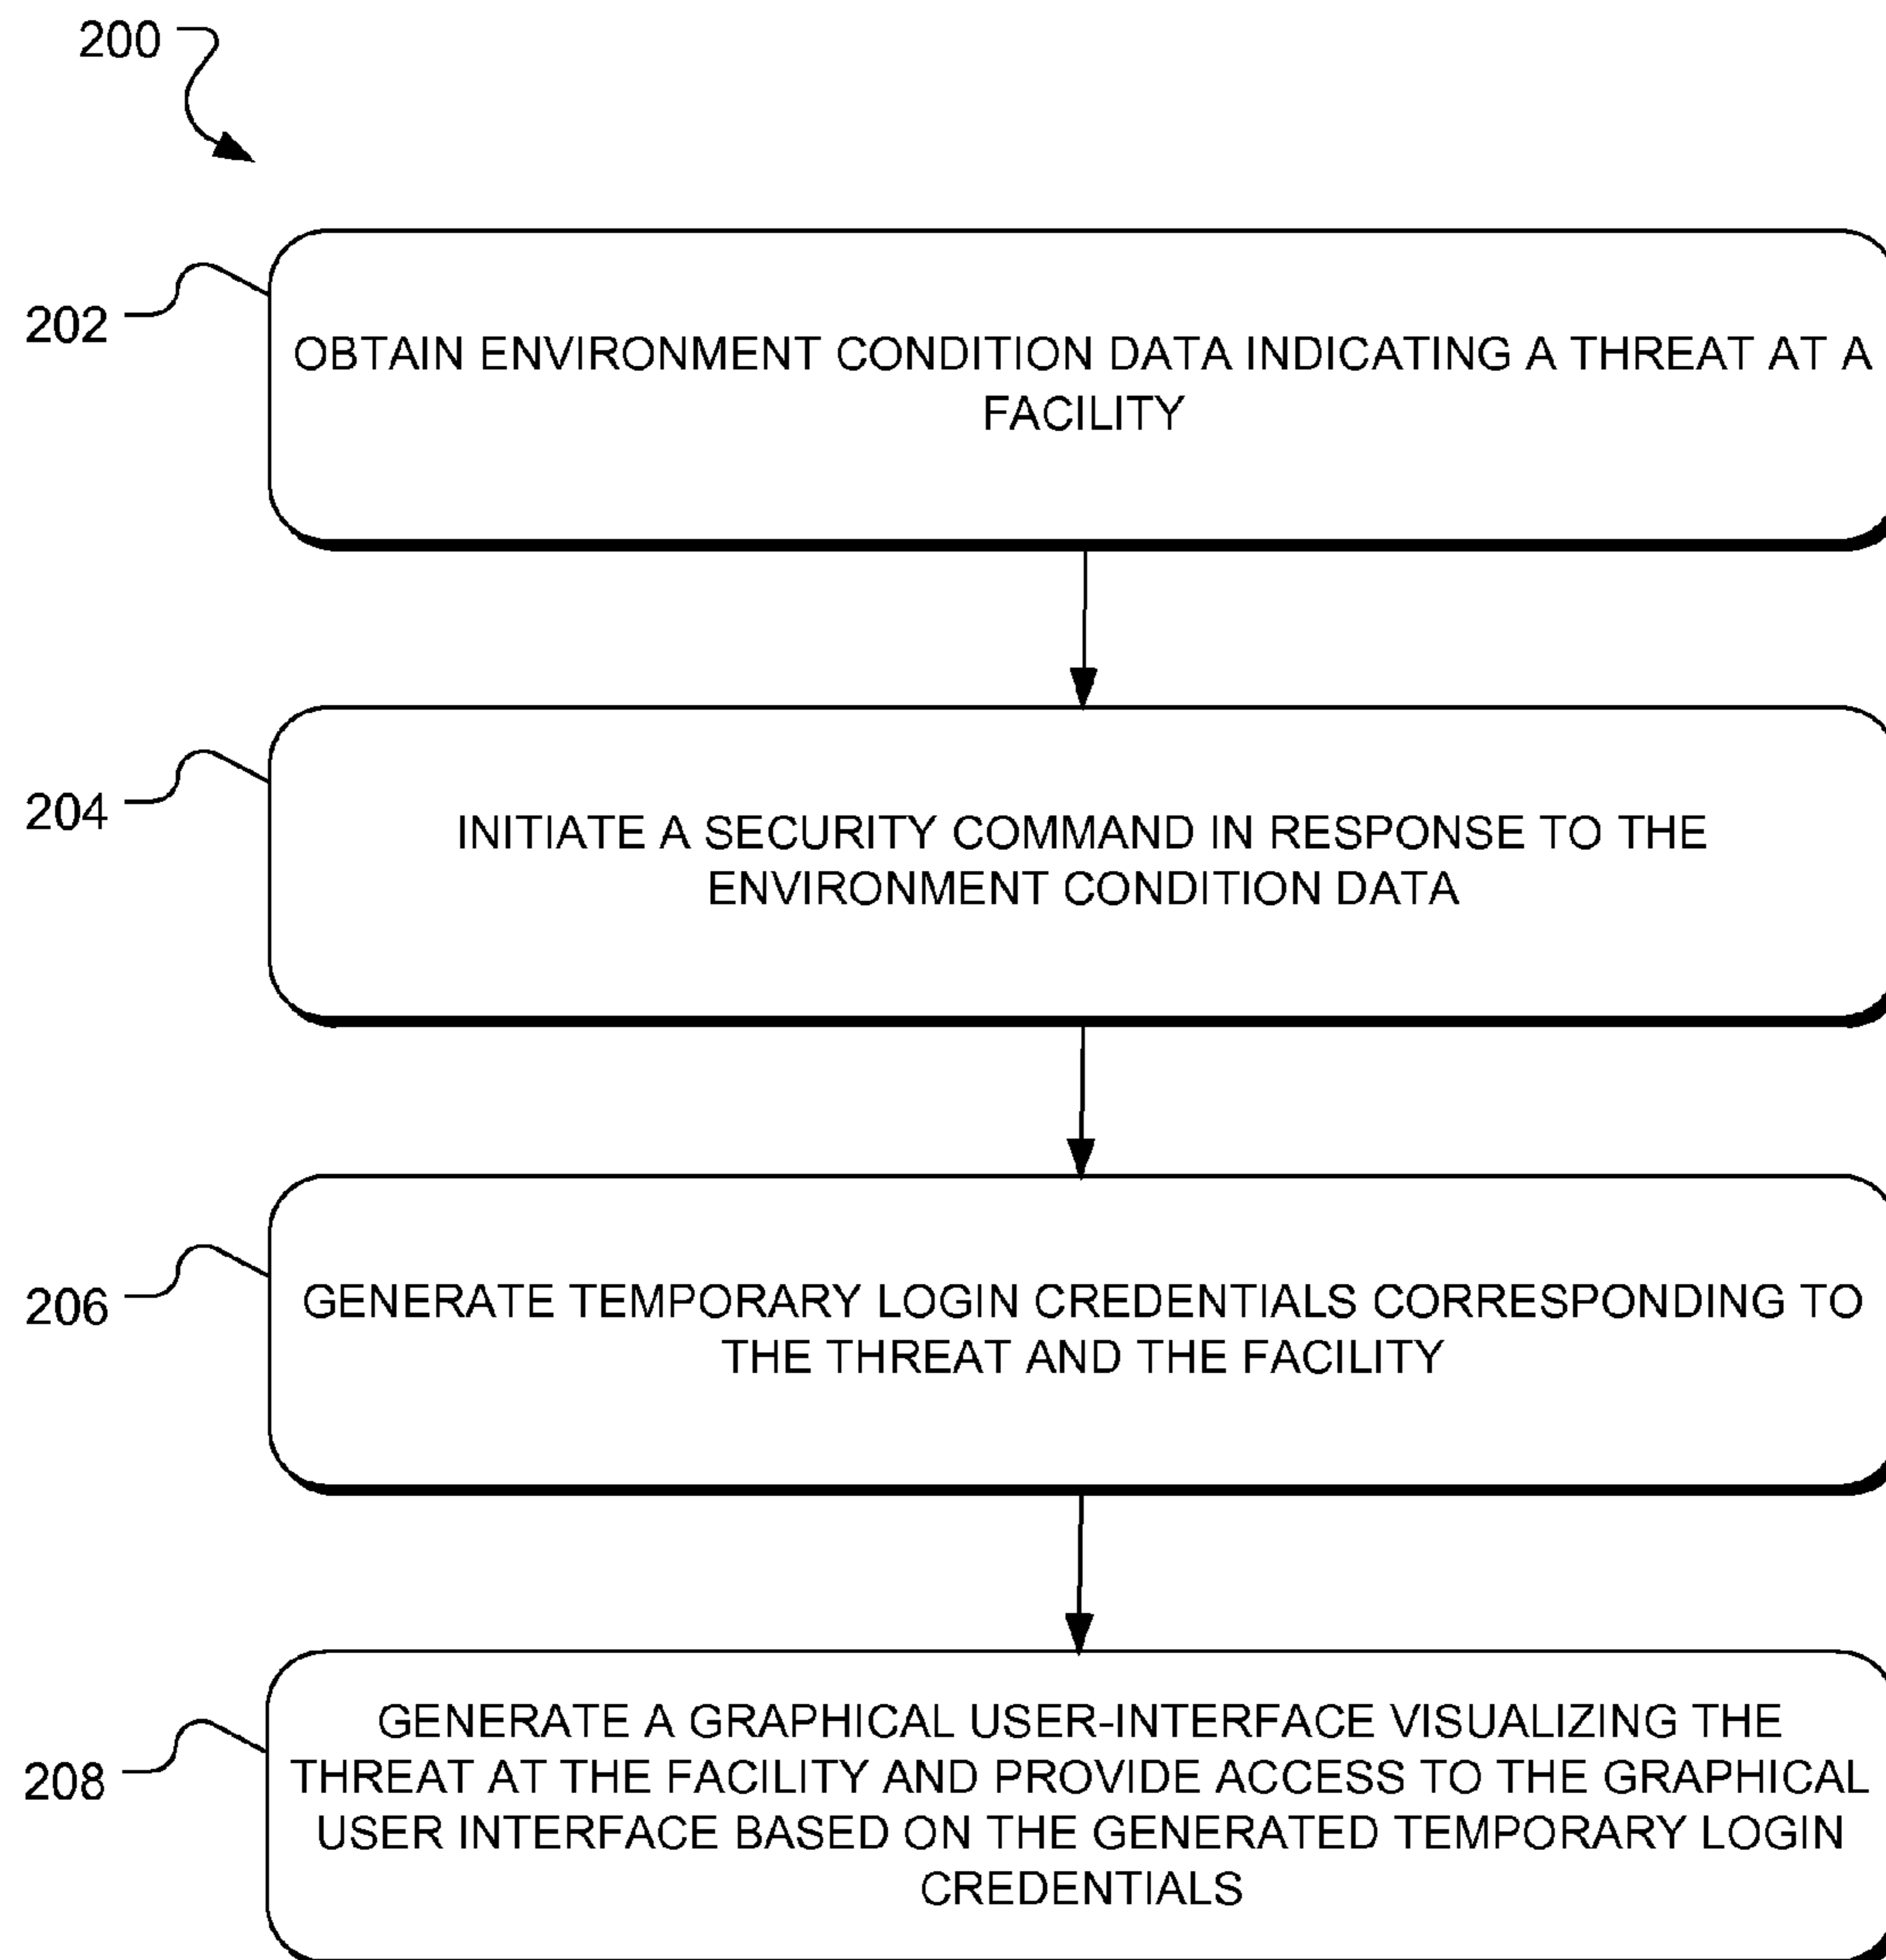 200
202
OBTAIN ENVIRONMENT CONDITION DATA INDICATING A THREAT AT A
FACILITY
204
INITIATE A SECURITY COMMAND IN RESPONSE TO THE
ENVIRONMENT CONDITION DATA
206
GENERATE TEMPORARY LOGIN CREDENTIALS CORRESPONDING TO
THE THREAT AND THE FACILITY
208
GENERATE A GRAPHICAL USER-INTERFACE VISUALIZING THE
THREAT AT THE FACILITY AND PROVIDE ACCESS TO THE GRAPHICAL
USER INTERFACE BASED ON THE GENERATED TEMPORARY LOGIN
CREDENTIALS